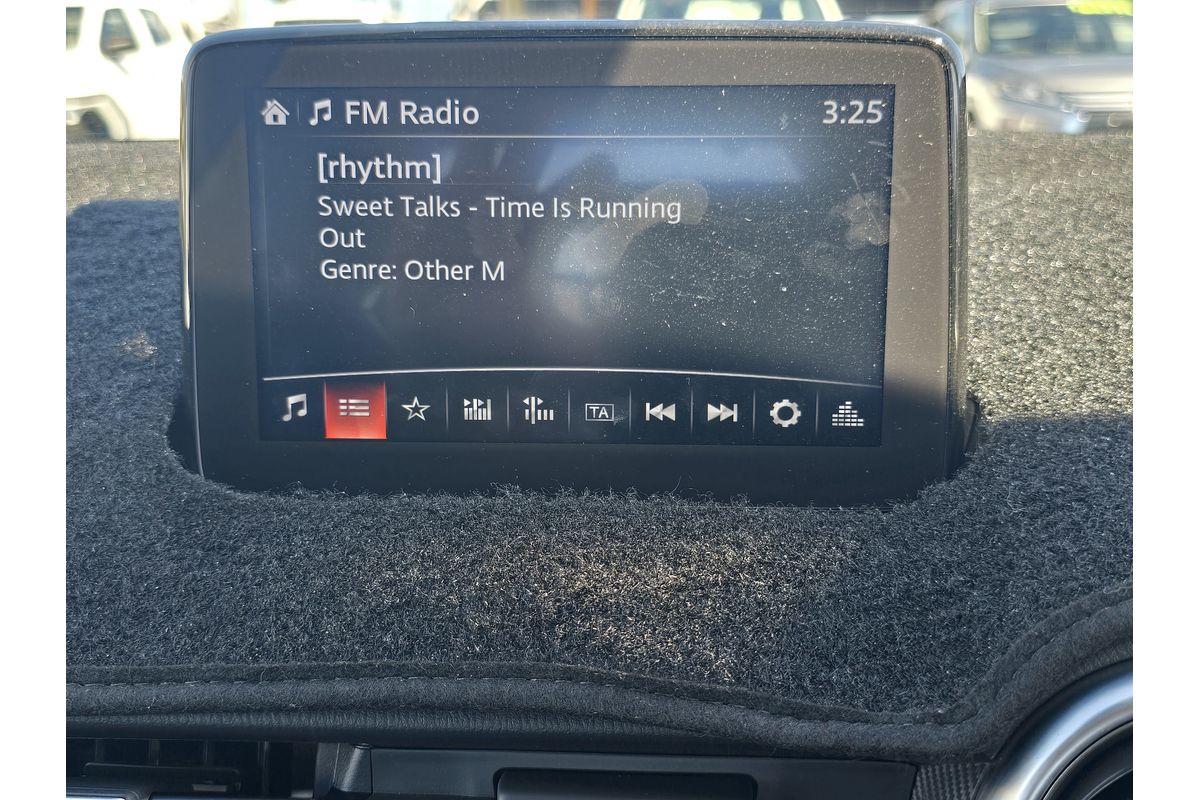 FM Radio 3:25
[rhythm]
Sweet Talks - Time Is Running
Out
Genre: Other M
TA